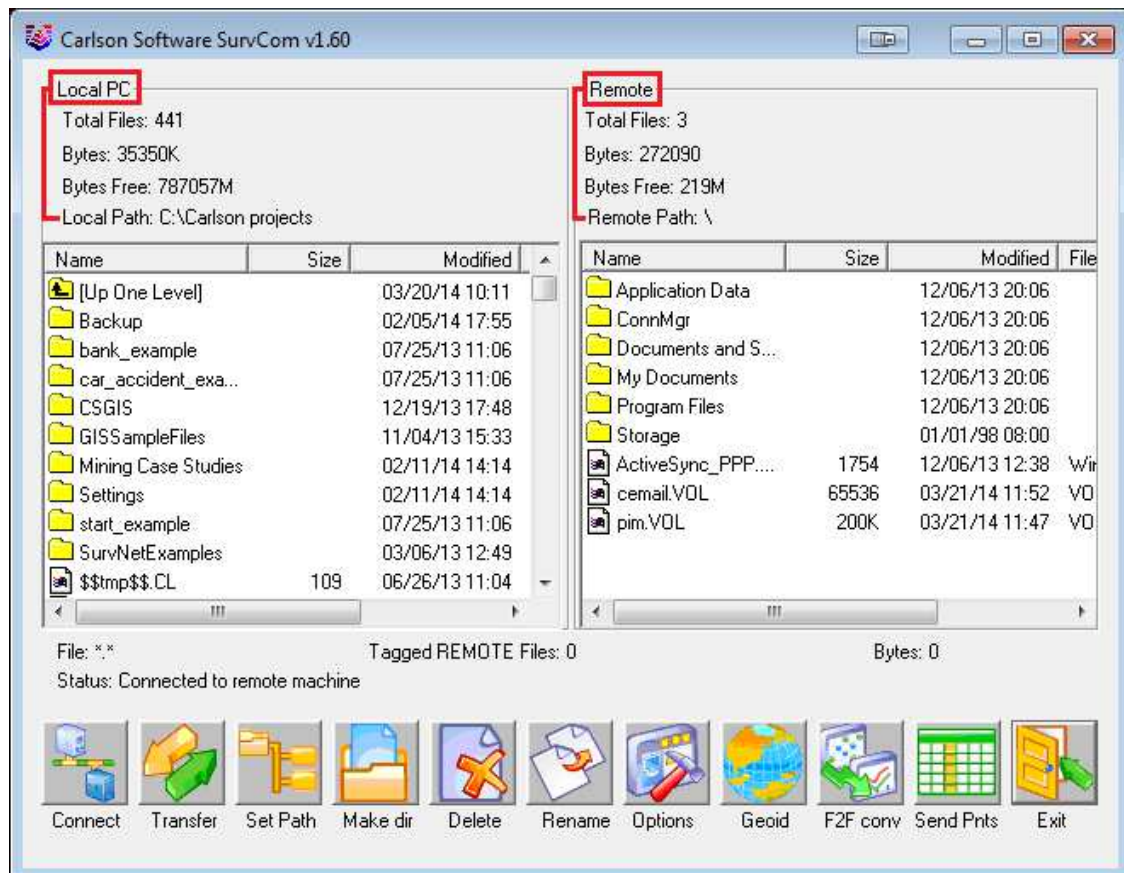 Carlson Software SurvCom v1.60
Local PC
Total Files: 441
Bytes: 35350K
Bytes Free: 787057M
Local Path: C:\Carlson projects
Name Size Modified
[Up One Level] 03/20/14 10:11
Backup 02/05/14 17:55
bank_example 07/25/13 11:06
car_accident_exa... 07/25/13 11:06
CSGIS 12/19/13 17:48
GISSampleFiles 11/04/13 15:33
Mining Case Studies 02/11/14 14:14
Settings 02/11/14 14:14
start_example 07/25/13 11:06
SurvNetExamples 03/06/13 12:49
$$tmp$$.CL 109 06/26/13 11:04
Remote
Total Files: 3
Bytes: 272090
Bytes Free: 219M
Remote Path: \
Name Size Modified File
Application Data 12/06/13 20:06
ConnMgr 12/06/13 20:06
Documents and S... 12/06/13 20:06
My Documents 12/06/13 20:06
Program Files 12/06/13 20:06
Storage 01/01/98 08:00
ActiveSync_PPP.... 1754 12/06/13 12:38 Wir
cemail.VOL 65536 03/21/14 11:52 VO
pim.VOL 200K 03/21/14 11:47 VO
File: *.* Tagged REMOTE Files: 0 Bytes: 0
Status: Connected to remote machine
Connect Transfer Set Path Make dir Delete Rename Options Geoid F2F conv Send Pnts Exit